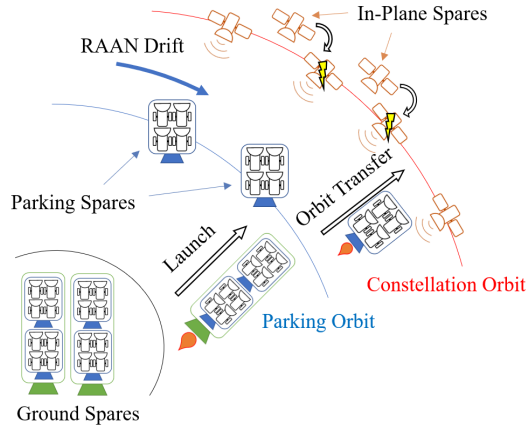 In-Plane Spares
RAAN Drift
Parking Spares
Launch
Orbit Transfer
Constellation Orbit
Parking Orbit
Ground Spares